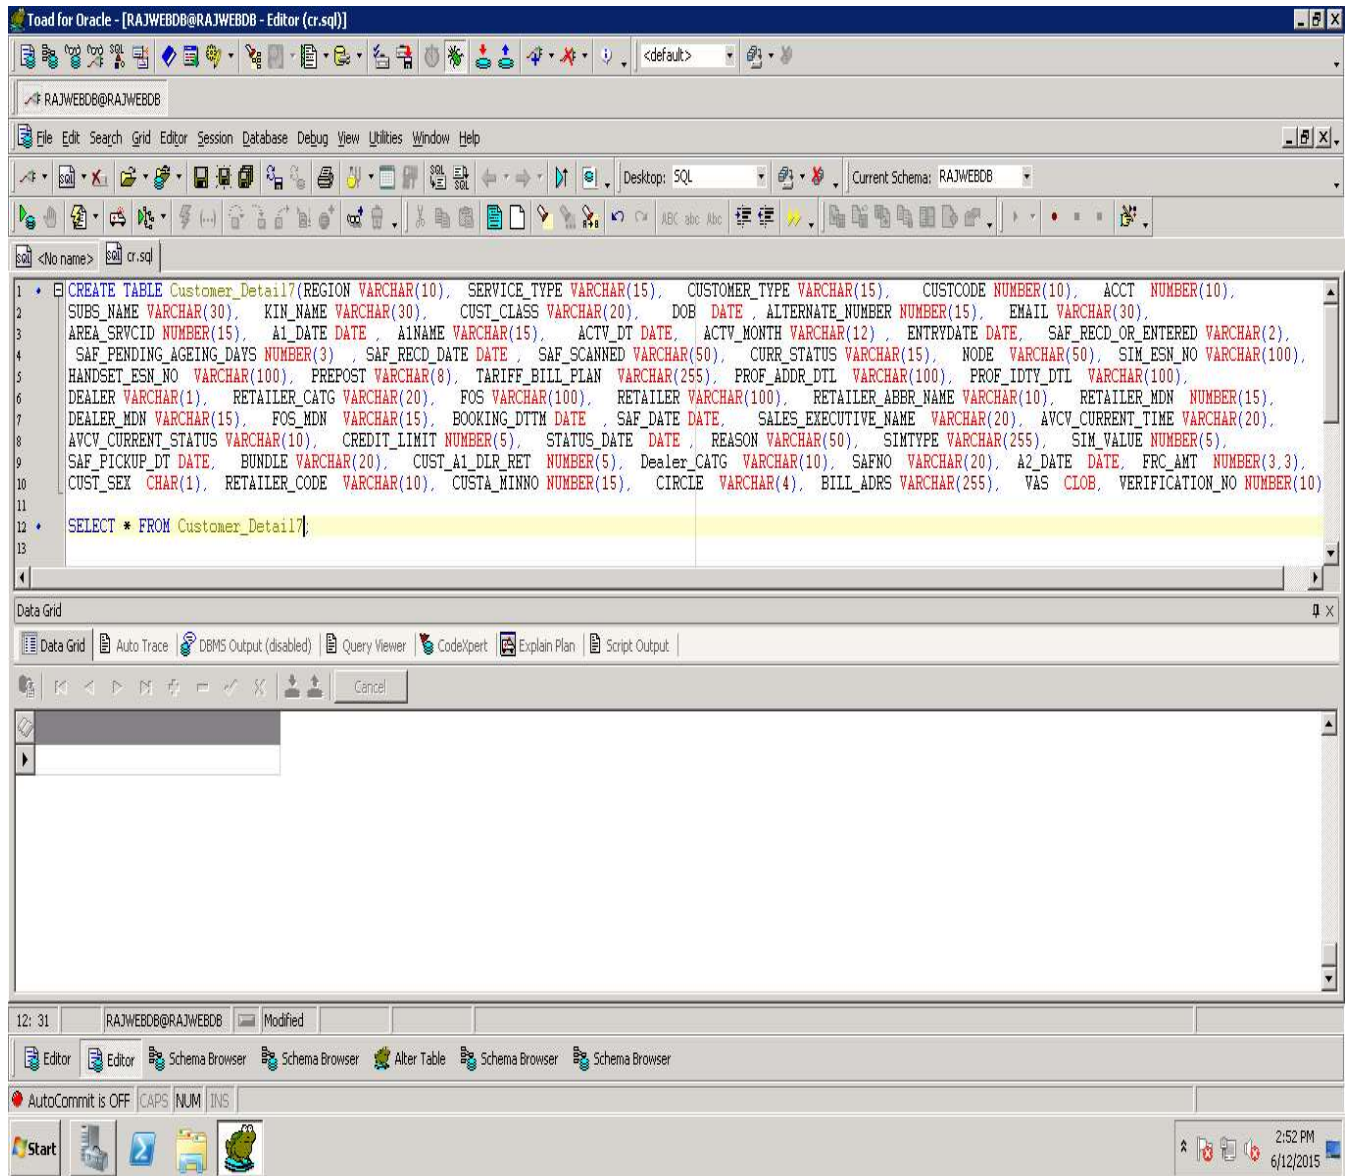 Toad for Oracle - [RAJWEBDB@RAJWEBDB - Editor (cr.sql)]
<default>
RAJWEBDB@RAJWEBDB
File Edit Search Grid Editor Session Database Debug View Utilities Window Help
Desktop: SQL Current Schema: RAJWEBDB
ABC abc Abc
<No name> cr.sql
1 CREATE TABLE Customer_Detail7(REGION VARCHAR(10), SERVICE_TYPE VARCHAR(15), CUSTOMER_TYPE VARCHAR(15), CUSTCODE NUMBER(10), ACCT NUMBER(10),
2 SUBS_NAME VARCHAR(30), KIN_NAME VARCHAR(30), CUST_CLASS VARCHAR(20), DOB DATE , ALTERNATE_NUMBER NUMBER(15), EMAIL VARCHAR(30),
3 AREA_SRVCID NUMBER(15), A1_DATE DATE , A1NAME VARCHAR(15), ACTV_DT DATE, ACTV_MONTH VARCHAR(12) , ENTRYDATE DATE, SAF_RECD_OR_ENTERED VARCHAR(2),
4 SAF_PENDING_AGEING_DAYS NUMBER(3) , SAF_RECD_DATE DATE , SAF_SCANNED VARCHAR(50), CURR_STATUS VARCHAR(15), NODE VARCHAR(50), SIM_ESN_NO VARCHAR(100),
5 HANDSET_ESN_NO VARCHAR(100), PREPOST VARCHAR(8), TARIFF_BILL_PLAN VARCHAR(255), PROF_ADDR_DTL VARCHAR(100), PROF_IDTY_DTL VARCHAR(100),
6 DEALER VARCHAR(1), RETAILER_CATG VARCHAR(20), FOS VARCHAR(100), RETAILER VARCHAR(100), RETAILER_ABBR_NAME VARCHAR(10), RETAILER_MDN NUMBER(15),
7 DEALER_MDN VARCHAR(15), FOS_MDN VARCHAR(15), BOOKING_DTTM DATE , SAF_DATE DATE, SALES_EXECUTIVE_NAME VARCHAR(20), AVCV_CURRENT_TIME VARCHAR(20),
8 AVCV_CURRENT_STATUS VARCHAR(10), CREDIT_LIMIT NUMBER(5), STATUS_DATE DATE , REASON VARCHAR(50), SIMTYPE VARCHAR(255), SIM_VALUE NUMBER(5),
9 SAF_PICKUP_DT DATE, BUNDLE VARCHAR(20), CUST_A1_DLR_RET NUMBER(5), Dealer_CATG VARCHAR(10), SAFNO VARCHAR(20), A2_DATE DATE, FRC_AMT NUMBER(3,3),
10 CUST_SEX CHAR(1), RETAILER_CODE VARCHAR(10), CUSTA_MINNO NUMBER(15), CIRCLE VARCHAR(4), BILL_ADRS VARCHAR(255), VAS CLOB, VERIFICATION_NO NUMBER(10)
11
12 SELECT * FROM Customer_Detail7;
13
Data Grid
Data Grid Auto Trace DBMS Output (disabled) Query Viewer CodeXpert Explain Plan Script Output
Cancel
12: 31 RAJWEBDB@RAJWEBDB Modified
Editor Editor Schema Browser Schema Browser Alter Table Schema Browser Schema Browser
AutoCommit is OFF CAPS NUM INS
Start
2:52 PM
6/12/2015